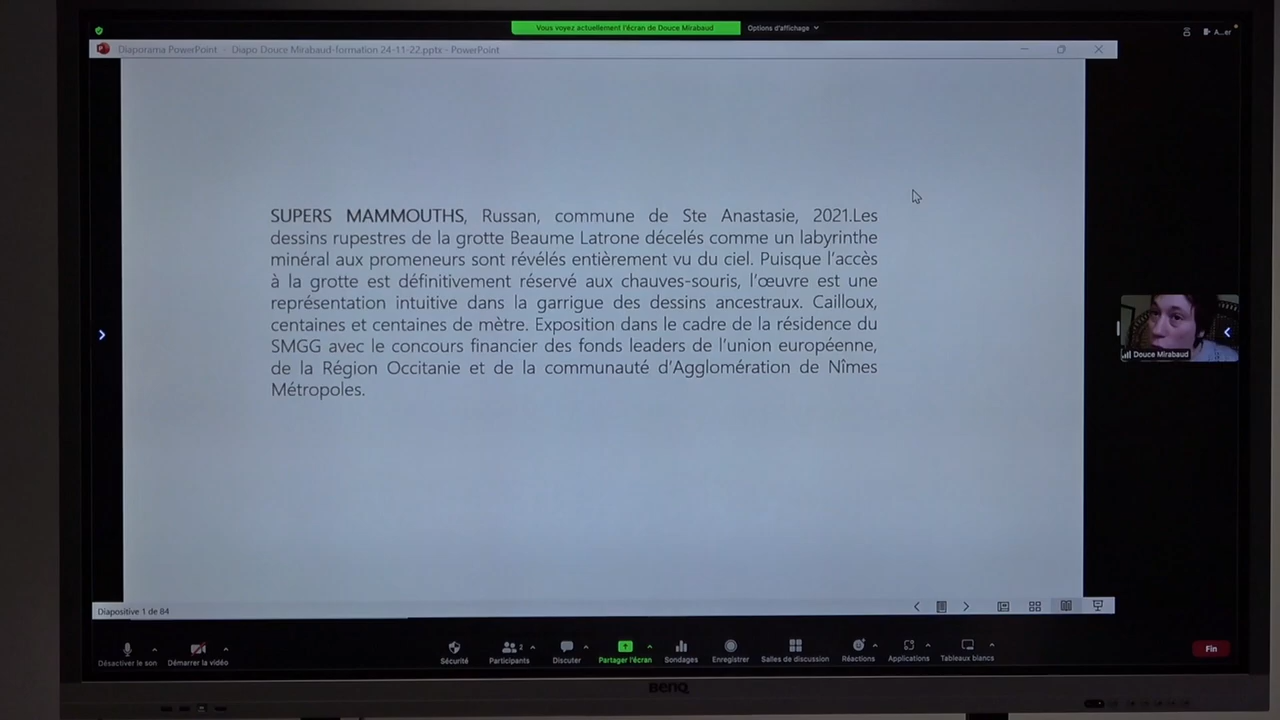 Vous voyez actuellement l'écran de Douce Mirabaud
Options d'affichage
Diaporama PowerPoint - Diapo Douce Mirabaud-formation 24-11-22.pptx - PowerPoint
SUPERS MAMMOUTHS, Russan, commune de Ste Anastasie, 2021.Les
dessins rupestres de la grotte Beaume Latrone décelés comme un labyrinthe
minéral aux promeneurs sont révélés entièrement vu du ciel. Puisque l'accès
à la grotte est définitivement réservé aux chauves-souris, l'œuvre est une
représentation intuitive dans la garrigue des dessins ancestraux. Cailloux,
centaines et centaines de mètre. Exposition dans le cadre de la résidence du
SMGG avec le concours financier des fonds leaders de l'union européenne,
de la Région Occitanie et de la communauté d'Agglomération de Nîmes
Métropoles.
Douce Mirabaud
Diapositive 1 de 84
Désactiver le son
Démarrer la vidéo
Sécurité
2
Participants
Discuter
Partager l'écran
Sondages
Enregistrer
Salles de discussion
Réactions
Applications
Tableaux blancs
Fin
BenQ